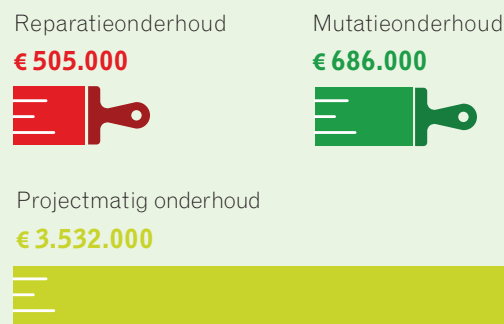 Reparatieonderhoud
€ 505.000
Mutatieonderhoud
€ 686.000
Projectmatig onderhoud
€ 3.532.000